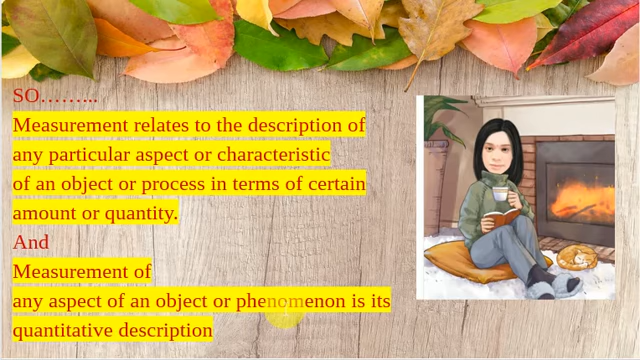 SO……...
Measurement relates to the description of
any particular aspect or characteristic
of an object or process in terms of certain
amount or quantity.
And
Measurement of
any aspect of an object or phenomenon is its
quantitative description